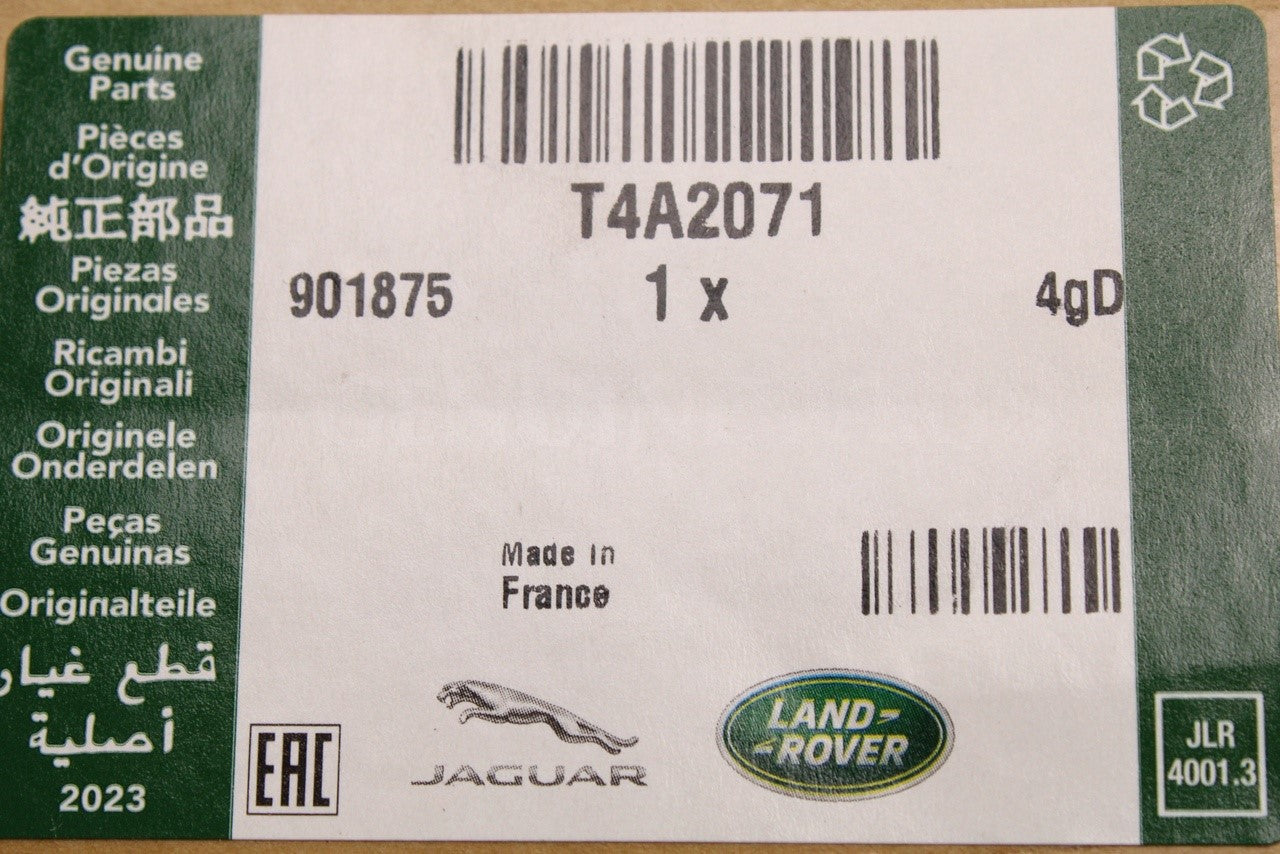 Genuine
Parts
Pièces
d'Origine
純正部品
Piezas
Originales
Ricambi
Originali
Originele
Onderdelen
Peças
Genuinas
Originalteile
قطع غيار
أصلية
2023
T4A2071
901875 1 x 4gD
Made In
France
EAC
JAGUAR
LAND-
-ROVER
JLR
4001.3